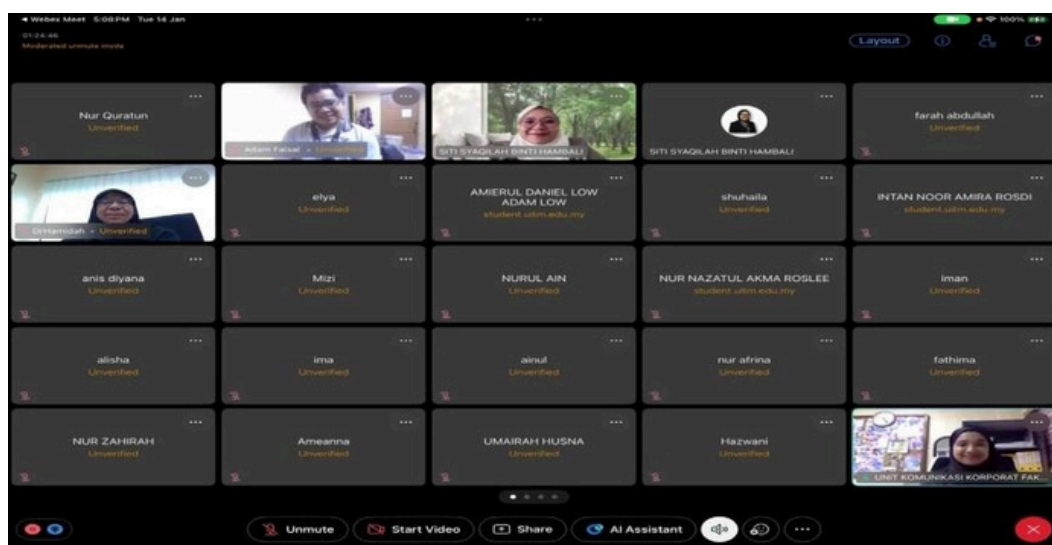 ◀ Webex Meet 5:08 PM Tue 14 Jan
100%
01:24:46
Moderated unmute mode
Layout
Nur Quratun
Unverified
Adam Faisal • Unverified
SITI SYAQILAH BINTI HAMBALI
SITI SYAQILAH BINTI HAMBALI
farah abdullah
Unverified
DrHamidah • Unverified
elya
Unverified
AMIERUL DANIEL LOW
ADAM LOW
student.uitm.edu.my
shuhaila
Unverified
INTAN NOOR AMIRA ROSDI
student.uitm.edu.my
anis diyana
Unverified
Mizi
Unverified
NURUL AIN
Unverified
NUR NAZATUL AKMA ROSLEE
student.uitm.edu.my
iman
Unverified
alisha
Unverified
ima
Unverified
ainul
Unverified
nur afrina
Unverified
fathima
Unverified
NUR ZAHIRAH
Unverified
Ameanna
Unverified
UMAIRAH HUSNA
Unverified
Hazwani
Unverified
UNIT KOMUNIKASI KORPORAT FAK...
Unmute
Start Video
Share
AI Assistant